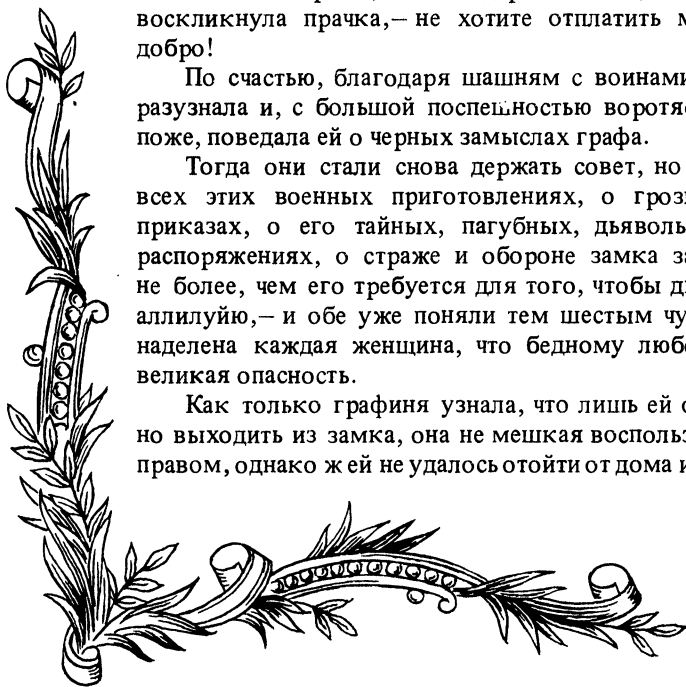 воскликнула прачка,— не хотите отплатить
добро!
По счастью, благодаря шашням с воинами
разузнала и, с большой поспешностью воротя
поже, поведала ей о черных замыслах графа.
Тогда они стали снова держать совет, но
всех этих военных приготовлениях, о гроз
приказах, о его тайных, пагубных, дьяволь
распоряжениях, о страже и обороне замка за
не более, чем его требуется для того, чтобы
аллилуйю,— и обе уже поняли тем шестым чу
наделена каждая женщина, что бедному любо
великая опасность.
Как только графиня узнала, что лишь ей
но выходить из замка, она не мешкая восполь
правом, однако ж ей не удалось отойти от дома и